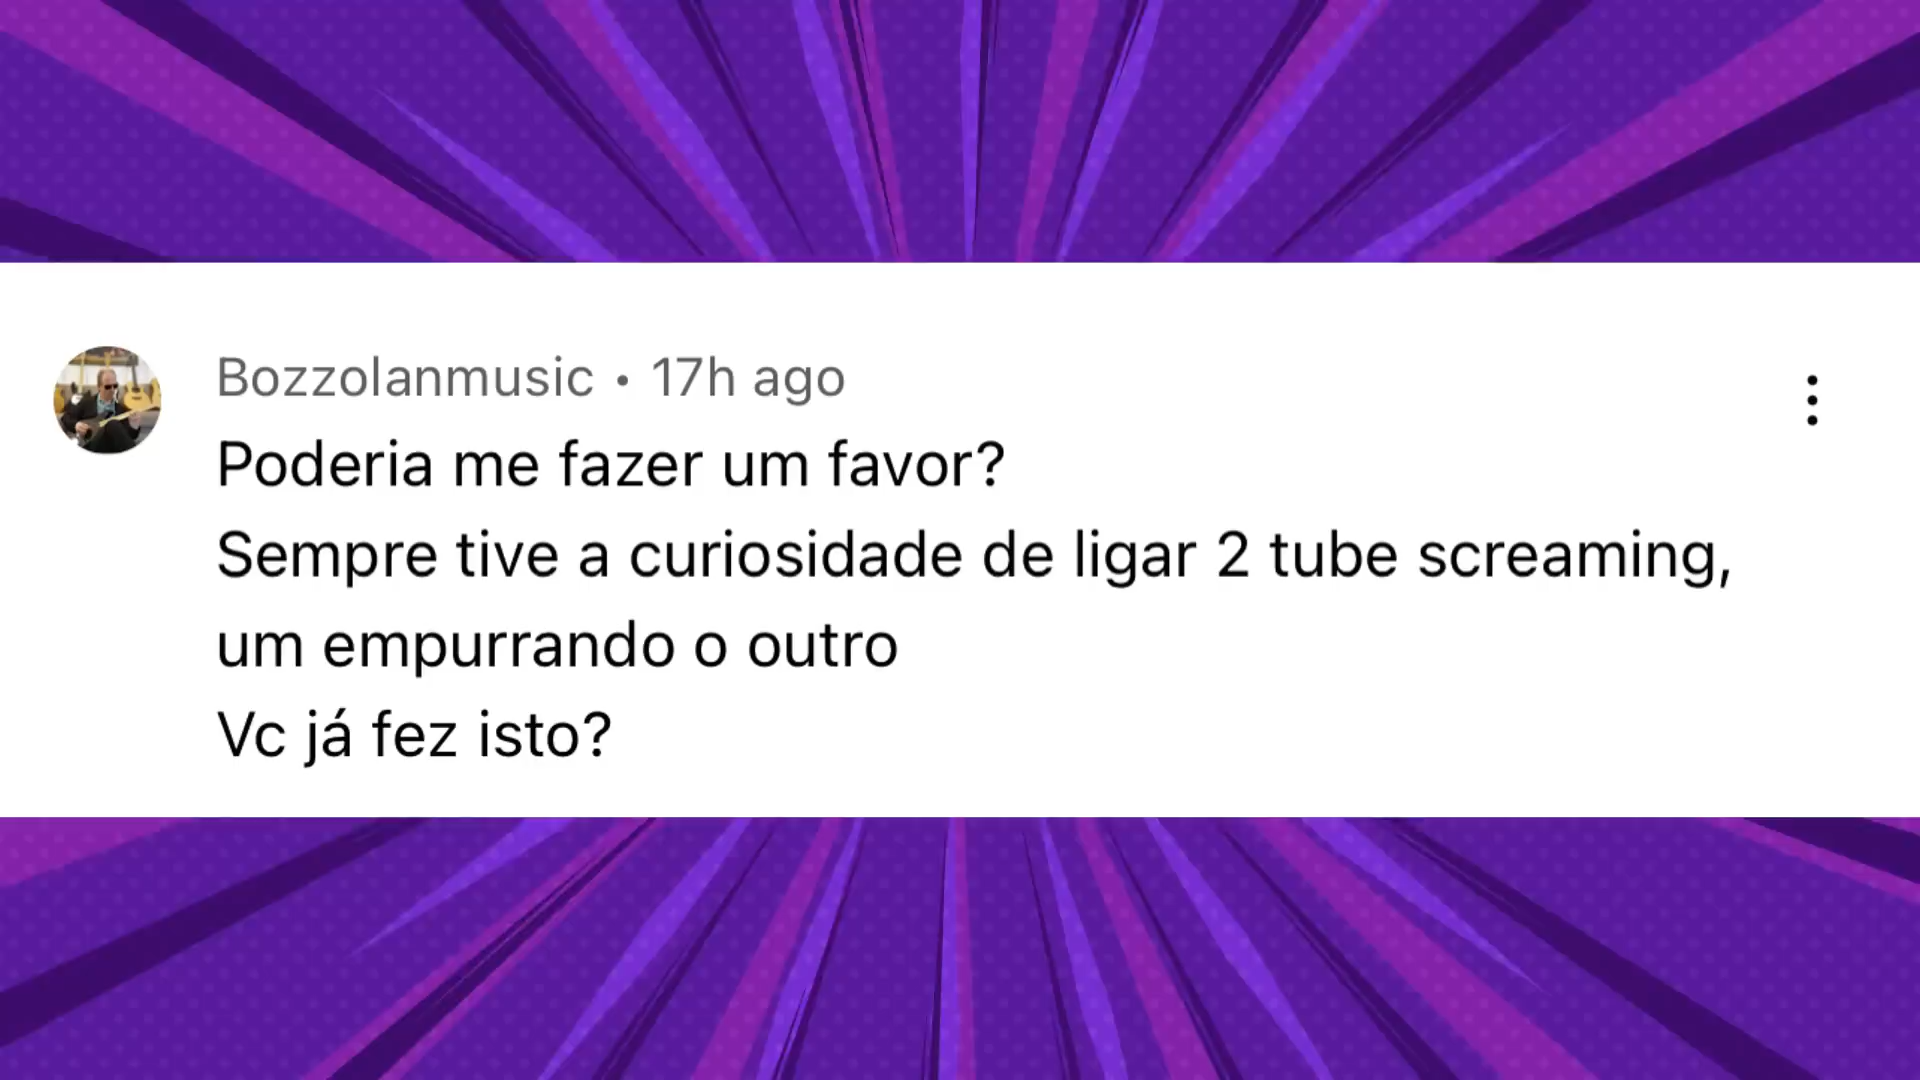 Bozzolanmusic • 17h ago
Poderia me fazer um favor?
Sempre tive a curiosidade de ligar 2 tube screaming,
um empurrando o outro
Vc já fez isto?